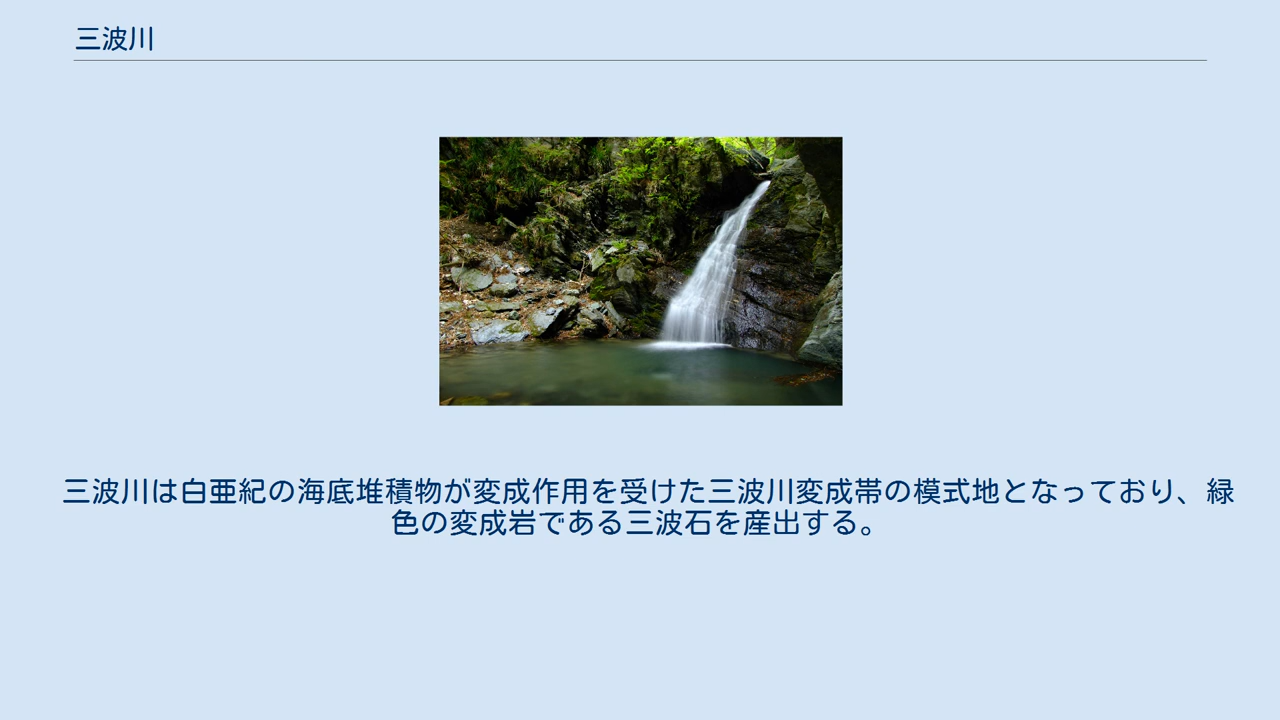 三波川
三波川は白亜紀の海底堆積物が変成作用を受けた三波川変成帯の模式地となっており、緑
色の変成岩である三波石を産出する。